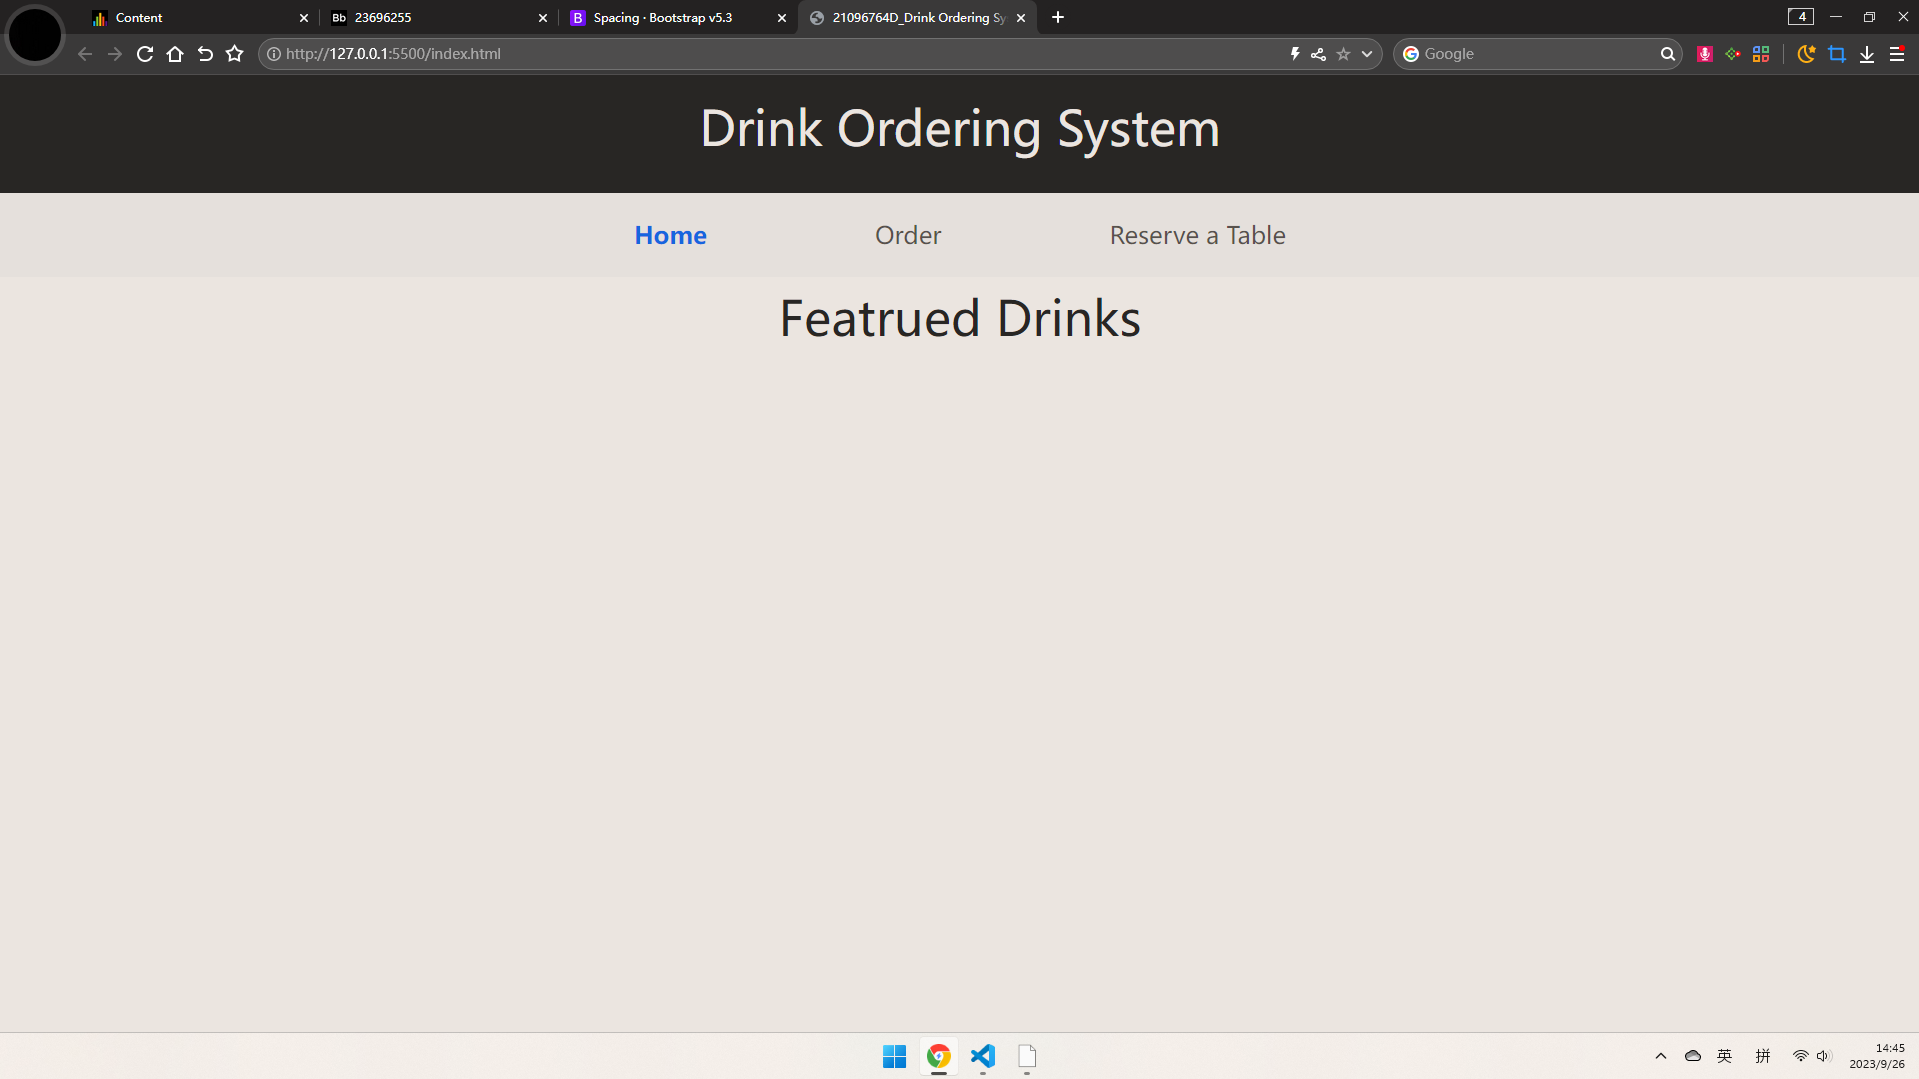 Content
Bb 23696255
B Spacing · Bootstrap v5.3
21096764D_Drink Ordering Sy
4
http://127.0.0.1:5500/index.html
Google
Drink Ordering System
Home Order Reserve a Table
Featrued Drinks
英 拼
14:45
2023/9/26